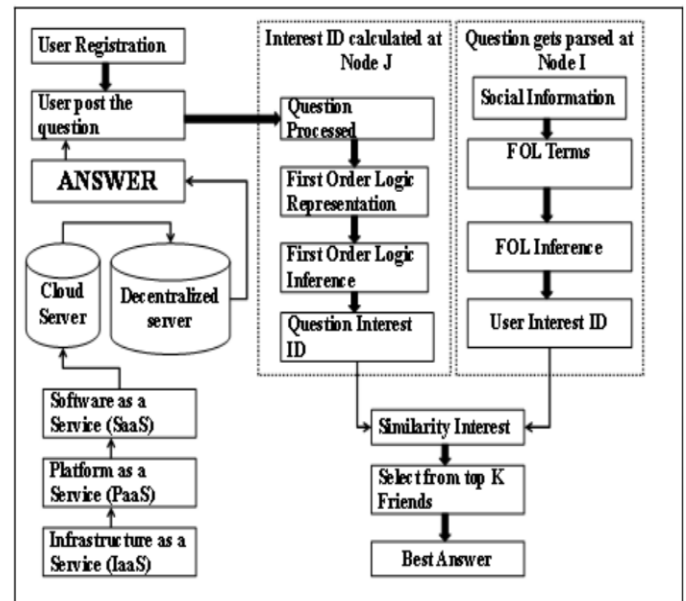 User Registration
User post the
question
ANSWER
Cloud
Server
Decentralized
server
Software as a
Service (SaaS)
Platform as a
Service (PaaS)
Infrastructure as a
Service (IaaS)
Interest ID calculated at
Node J
Question
Processed
First Order Logic
Representation
First Order Logic
Inference
Question Interest
ID
Question gets parsed at
Node I
Social Information
FOL Terms
FOL Inference
User Interest ID
Similarity Interest
Select from top K
Friends
Best Answer